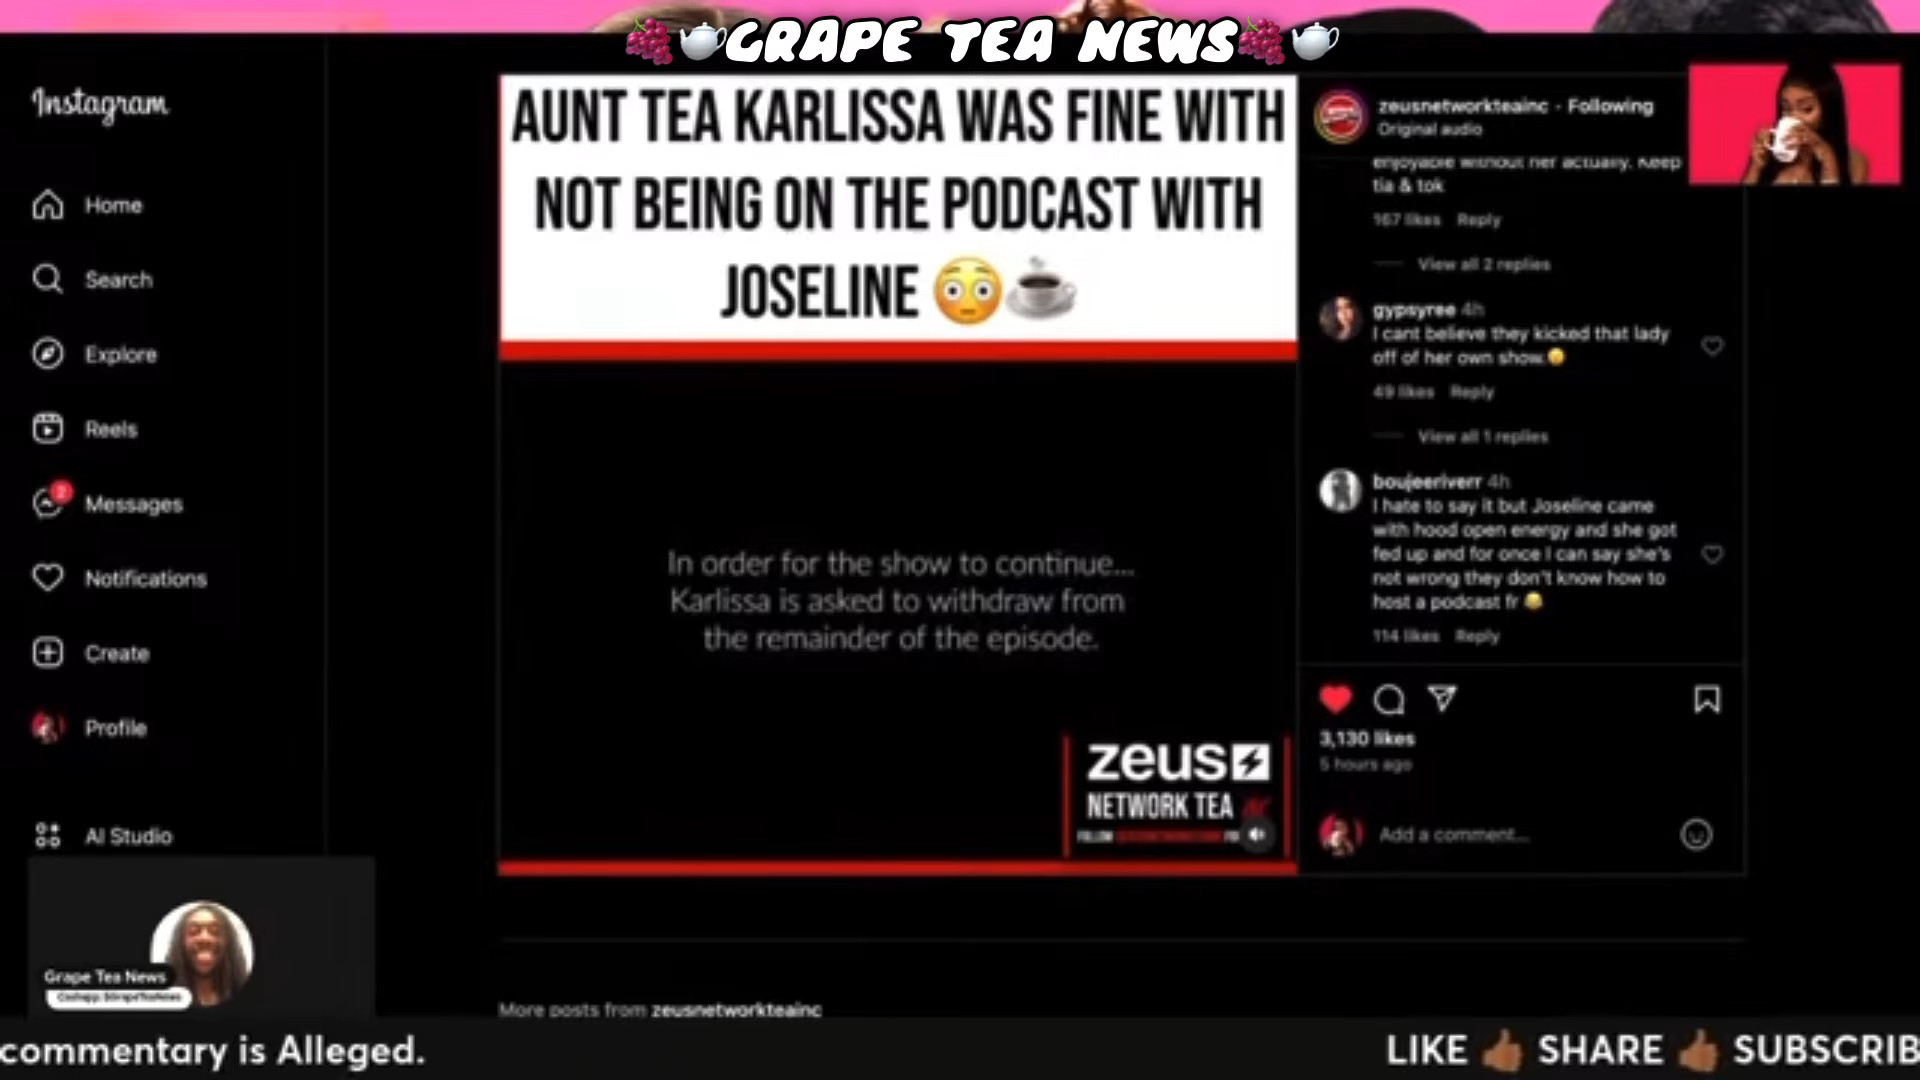 GRAPE TEA NEWS
Instagram
Home
Search
Explore
Reels
2
Messages
Notifications
Create
Profile
AI Studio
AUNT TEA KARLISSA WAS FINE WITH
NOT BEING ON THE PODCAST WITH
JOSELINE 😳☕
In order for the show to continue...
Karlissa is asked to withdraw from
the remainder of the episode.
zeus
NETWORK TEA
FOLLOW
zeusnetworkteainc · Following
Original audio
enjoyable without her actually. Keep
tia & tok
167 likes Reply
View all 2 replies
gypsyree 4h
I cant believe they kicked that lady
off of her own show.
49 likes Reply
View all 1 replies
boujeeriverr 4h
I hate to say it but Joseline came
with hood open energy and she got
fed up and for once I can say she's
not wrong they don't know how to
host a podcast fr
114 likes Reply
3,130 likes
5 hours ago
Add a comment...
Grape Tea News
Cashapp: $GrapeTeaNews
More posts from zeusnetworkteainc
commentary is Alleged.
LIKE 👍🏾 SHARE 👍🏾 SUBSCRIB